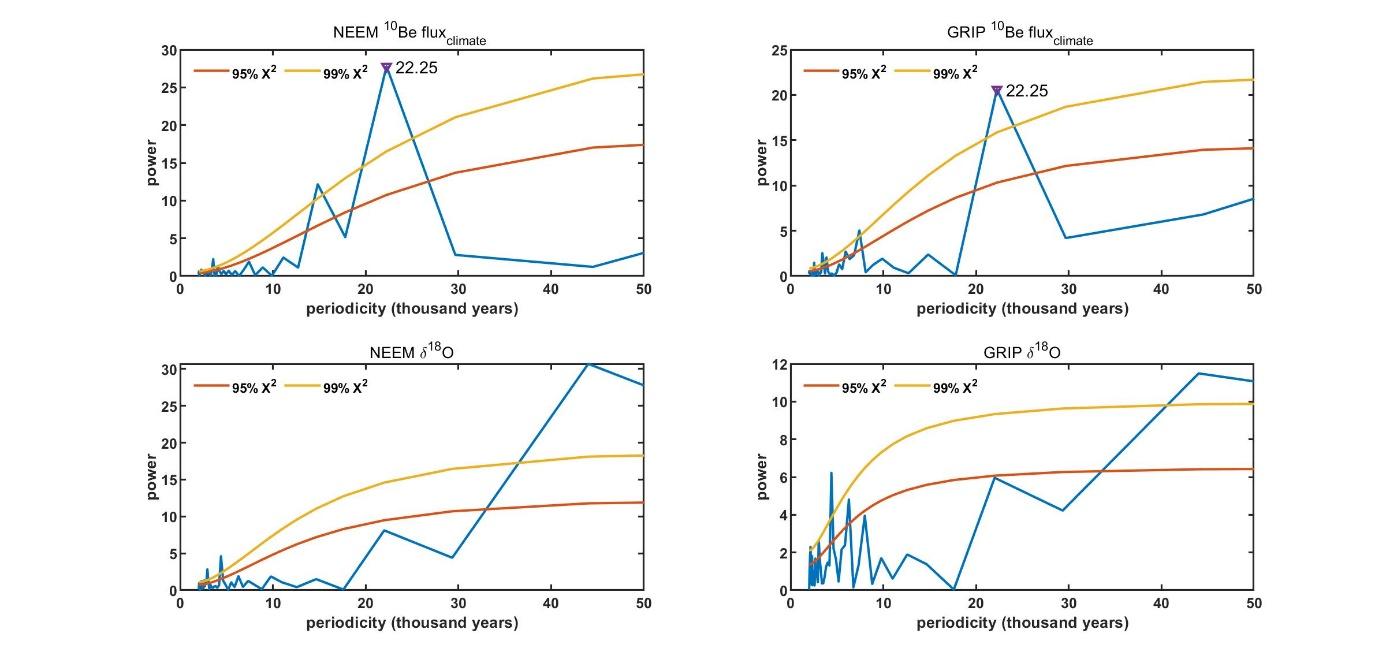 NEEM ¹⁰Be flux_climate
30
25
20
15
10
5
0
power
95% X²
99% X²
22.25
0 10 20 30 40 50
periodicity (thousand years)
GRIP ¹⁰Be flux_climate
25
20
15
10
5
0
power
95% X²
99% X²
22.25
0 10 20 30 40 50
periodicity (thousand years)
NEEM δ¹⁸O
30
25
20
15
10
5
0
power
95% X²
99% X²
0 10 20 30 40 50
periodicity (thousand years)
GRIP δ¹⁸O
12
10
8
6
4
2
0
power
95% X²
99% X²
0 10 20 30 40 50
periodicity (thousand years)